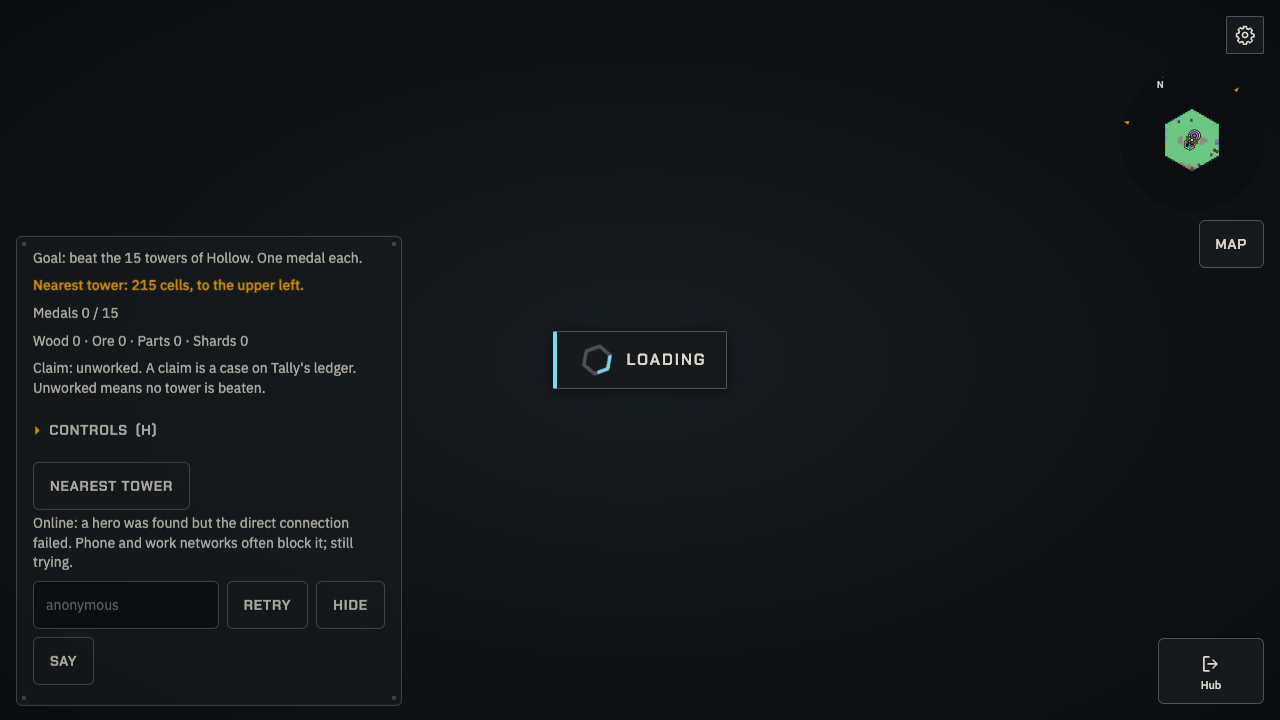 N
MAP
Goal: beat the 15 towers of Hollow. One medal each.
Nearest tower: 215 cells, to the upper left.
Medals 0 / 15
Wood 0 · Ore 0 · Parts 0 · Shards 0
Claim: unworked. A claim is a case on Tally's ledger.
Unworked means no tower is beaten.
CONTROLS (H)
NEAREST TOWER
Online: a hero was found but the direct connection
failed. Phone and work networks often block it; still
trying.
anonymous
RETRY
HIDE
SAY
LOADING
Hub